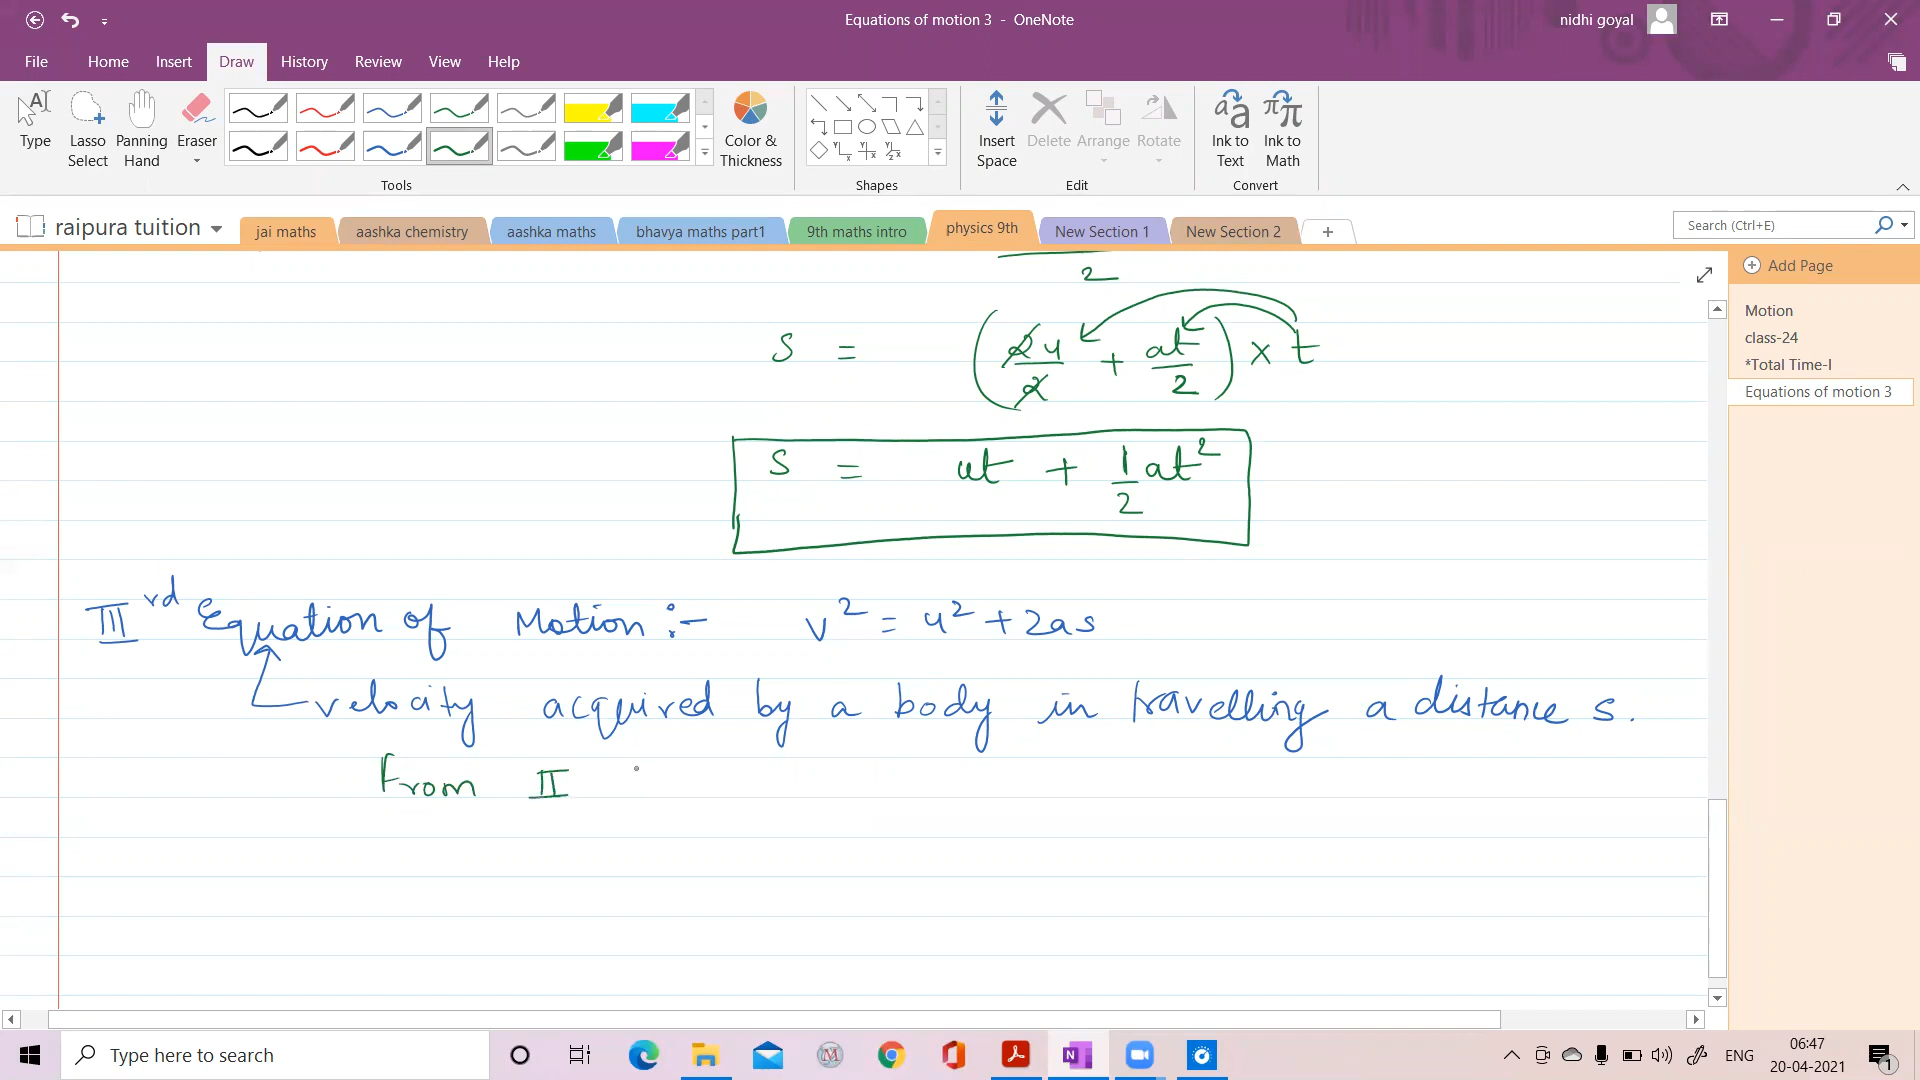 Equations of motion 3 - OneNote
nidhi goyal
File Home Insert Draw History Review View Help
Type
Lasso Select
Panning Hand
Eraser
Color & Thickness
Insert Space
Delete
Arrange
Rotate
Ink to Text
Ink to Math
Tools
Shapes
Edit
Convert
raipura tuition
jai maths
aashka chemistry
aashka maths
bhavya maths part1
9th maths intro
physics 9th
New Section 1
New Section 2
Search (Ctrl+E)
Add Page
Motion
class-24
*Total Time-I
Equations of motion 3
2
s = (2u/2 + at/2) x t
s = ut + 1/2 at²
III rd Equation of Motion :- v² = u² + 2as
velocity acquired by a body in travelling a distance s.
From II
Type here to search
ENG
06:47
20-04-2021
1